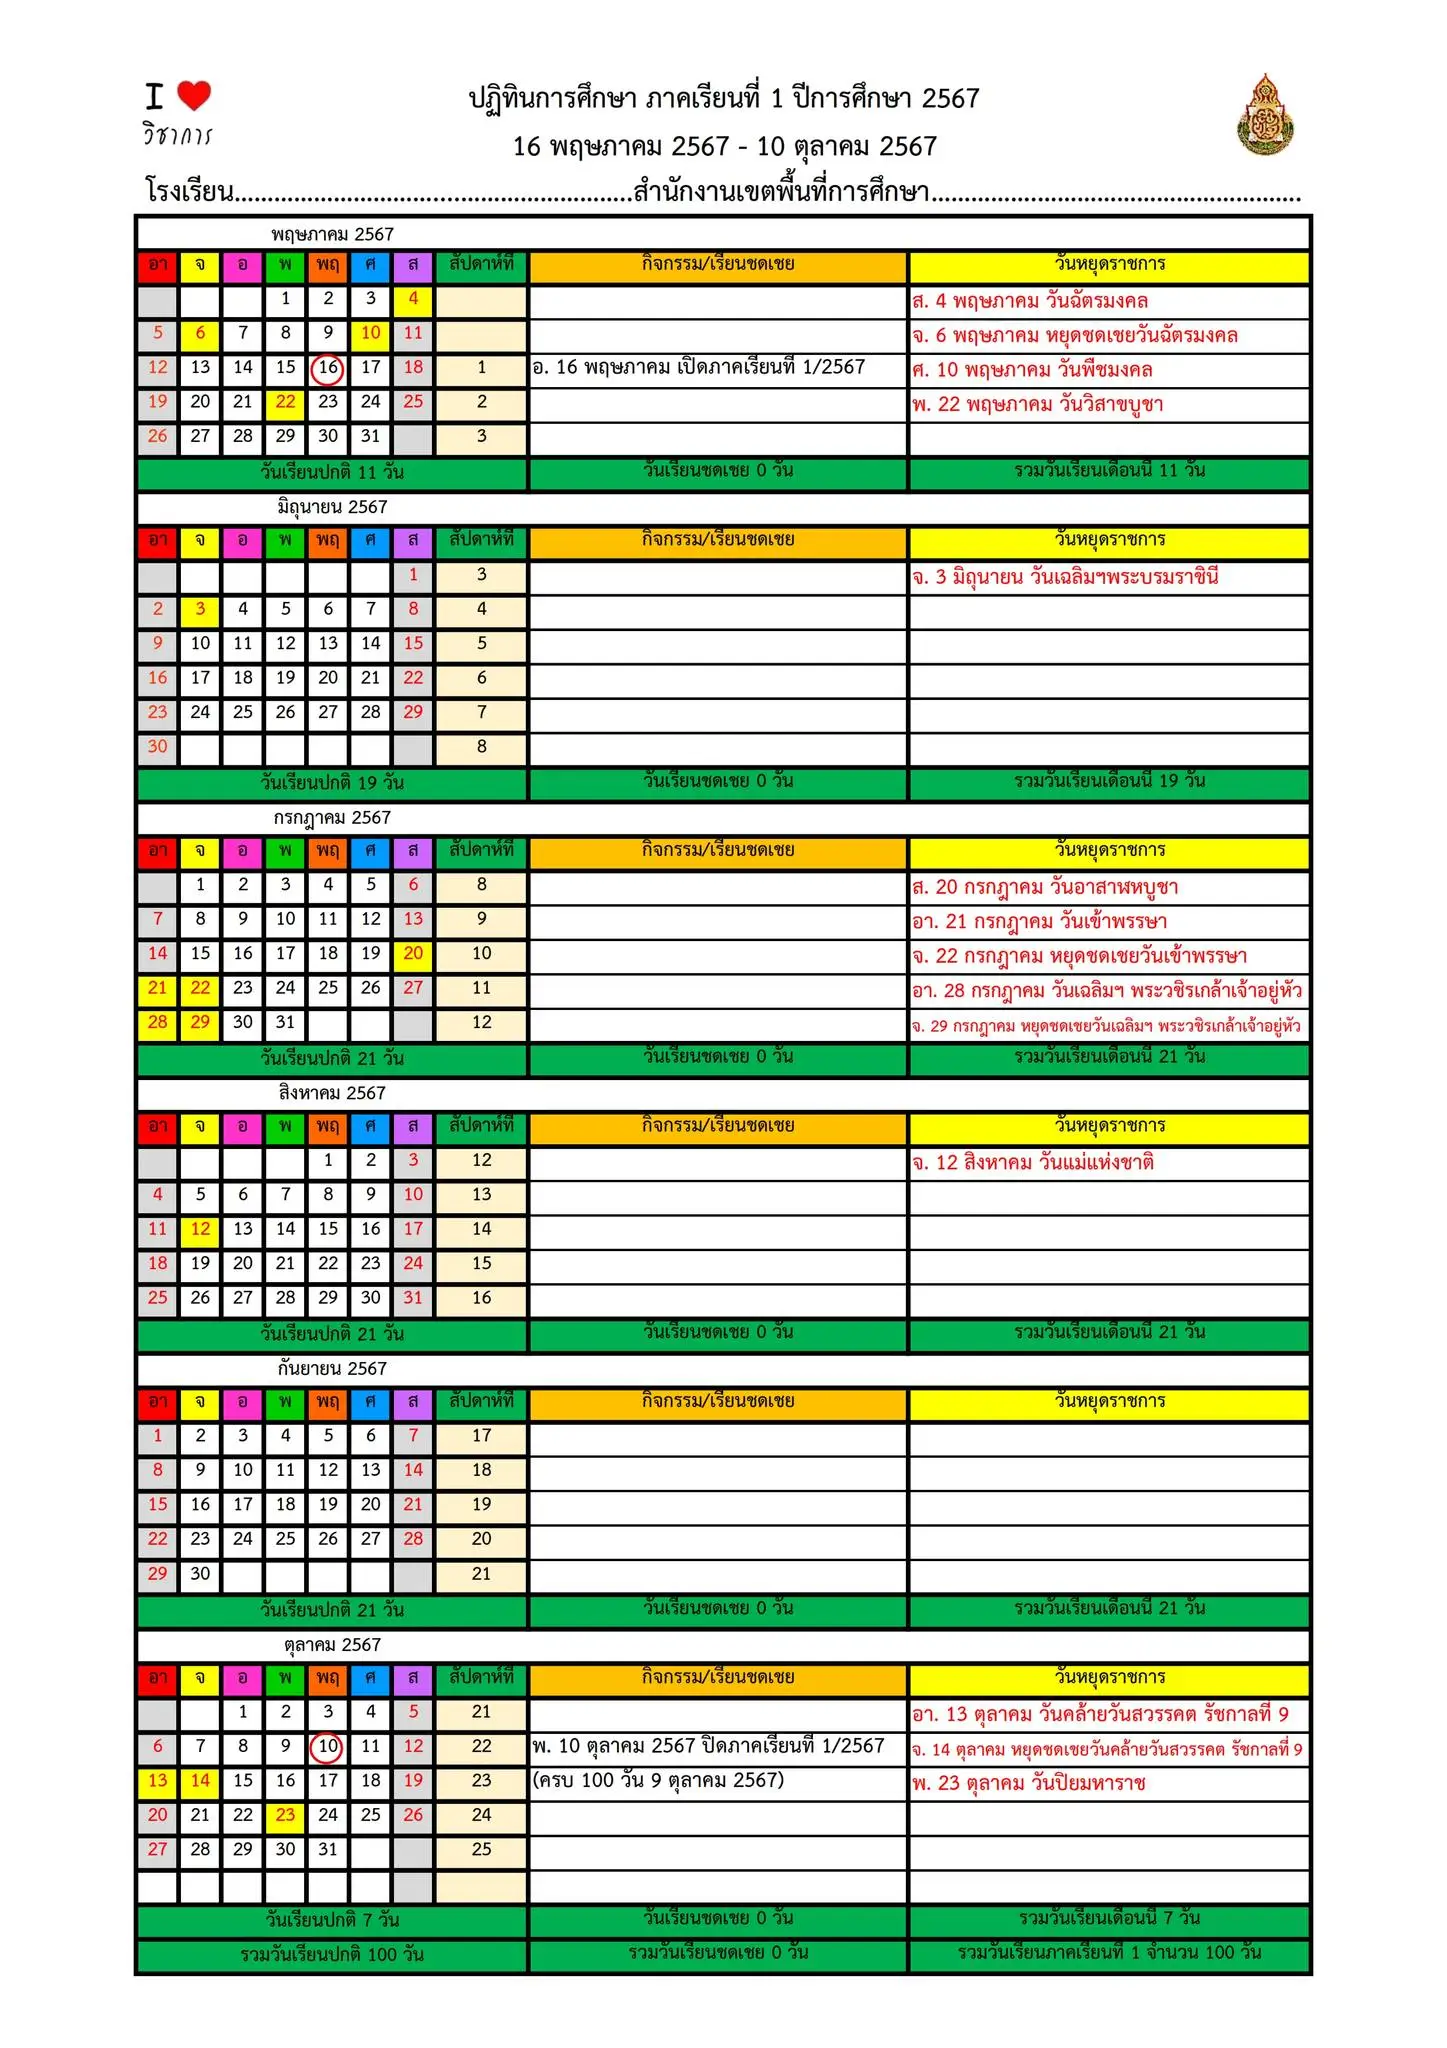 I ❤
วิชาการ
ปฏิทินการศึกษา ภาคเรียนที่ 1 ปีการศึกษา 2567
16 พฤษภาคม 2567 - 10 ตุลาคม 2567
โรงเรียน............................................................สำนักงานเขตพื้นที่การศึกษา........................................................
พฤษภาคม 2567
อา จ อ พ พฤ ศ ส สัปดาห์ที่ กิจกรรม/เรียนชดเชย วันหยุดราชการ
1 2 3 4 ส. 4 พฤษภาคม วันฉัตรมงคล
5 6 7 8 9 10 11 จ. 6 พฤษภาคม หยุดชดเชยวันฉัตรมงคล
12 13 14 15 16 17 18 1 อ. 16 พฤษภาคม เปิดภาคเรียนที่ 1/2567 ศ. 10 พฤษภาคม วันพืชมงคล
19 20 21 22 23 24 25 2 พ. 22 พฤษภาคม วันวิสาขบูชา
26 27 28 29 30 31 3
วันเรียนปกติ 11 วัน วันเรียนชดเชย 0 วัน รวมวันเรียนเดือนนี้ 11 วัน
มิถุนายน 2567
อา จ อ พ พฤ ศ ส สัปดาห์ที่ กิจกรรม/เรียนชดเชย วันหยุดราชการ
1 3 จ. 3 มิถุนายน วันเฉลิมฯพระบรมราชินี
2 3 4 5 6 7 8 4
9 10 11 12 13 14 15 5
16 17 18 19 20 21 22 6
23 24 25 26 27 28 29 7
30 8
วันเรียนปกติ 19 วัน วันเรียนชดเชย 0 วัน รวมวันเรียนเดือนนี้ 19 วัน
กรกฎาคม 2567
อา จ อ พ พฤ ศ ส สัปดาห์ที่ กิจกรรม/เรียนชดเชย วันหยุดราชการ
1 2 3 4 5 6 8 ส. 20 กรกฎาคม วันอาสาฬหบูชา
7 8 9 10 11 12 13 9 อา. 21 กรกฎาคม วันเข้าพรรษา
14 15 16 17 18 19 20 10 จ. 22 กรกฎาคม หยุดชดเชยวันเข้าพรรษา
21 22 23 24 25 26 27 11 อา. 28 กรกฎาคม วันเฉลิมฯ พระวชิรเกล้าเจ้าอยู่หัว
28 29 30 31 12 จ. 29 กรกฎาคม หยุดชดเชยวันเฉลิมฯ พระวชิรเกล้าเจ้าอยู่หัว
วันเรียนปกติ 21 วัน วันเรียนชดเชย 0 วัน รวมวันเรียนเดือนนี้ 21 วัน
สิงหาคม 2567
อา จ อ พ พฤ ศ ส สัปดาห์ที่ กิจกรรม/เรียนชดเชย วันหยุดราชการ
1 2 3 12 จ. 12 สิงหาคม วันแม่แห่งชาติ
4 5 6 7 8 9 10 13
11 12 13 14 15 16 17 14
18 19 20 21 22 23 24 15
25 26 27 28 29 30 31 16
วันเรียนปกติ 21 วัน วันเรียนชดเชย 0 วัน รวมวันเรียนเดือนนี้ 21 วัน
กันยายน 2567
อา จ อ พ พฤ ศ ส สัปดาห์ที่ กิจกรรม/เรียนชดเชย วันหยุดราชการ
1 2 3 4 5 6 7 17
8 9 10 11 12 13 14 18
15 16 17 18 19 20 21 19
22 23 24 25 26 27 28 20
29 30 21
วันเรียนปกติ 21 วัน วันเรียนชดเชย 0 วัน รวมวันเรียนเดือนนี้ 21 วัน
ตุลาคม 2567
อา จ อ พ พฤ ศ ส สัปดาห์ที่ กิจกรรม/เรียนชดเชย วันหยุดราชการ
1 2 3 4 5 21 อา. 13 ตุลาคม วันคล้ายวันสวรรคต รัชกาลที่ 9
6 7 8 9 10 11 12 22 พ. 10 ตุลาคม 2567 ปิดภาคเรียนที่ 1/2567 จ. 14 ตุลาคม หยุดชดเชยวันคล้ายวันสวรรคต รัชกาลที่ 9
13 14 15 16 17 18 19 23 (ครบ 100 วัน 9 ตุลาคม 2567) พ. 23 ตุลาคม วันปิยมหาราช
20 21 22 23 24 25 26 24
27 28 29 30 31 25
วันเรียนปกติ 7 วัน วันเรียนชดเชย 0 วัน รวมวันเรียนเดือนนี้ 7 วัน
รวมวันเรียนปกติ 100 วัน รวมวันเรียนชดเชย 0 วัน รวมวันเรียนภาคเรียนที่ 1 จำนวน 100 วัน